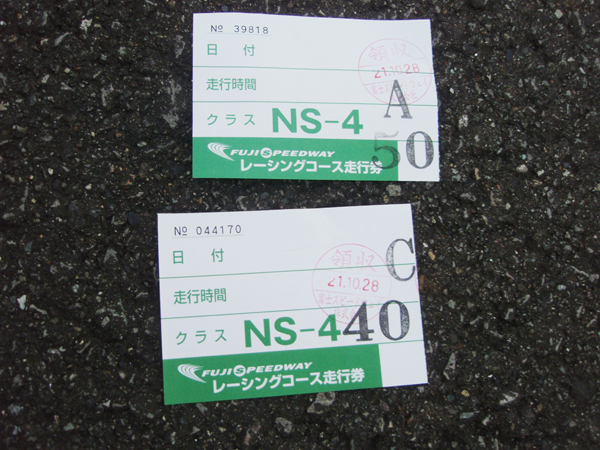 № 39818
日 付
領収
21.10.28
走行時間
A
クラス NS-4
50
FUJI SPEEDWAY
レーシングコース走行券
№ 044170
日 付
領収
C
21.10.28
走行時間
クラス NS-4
40
FUJI SPEEDWAY
レーシングコース走行券